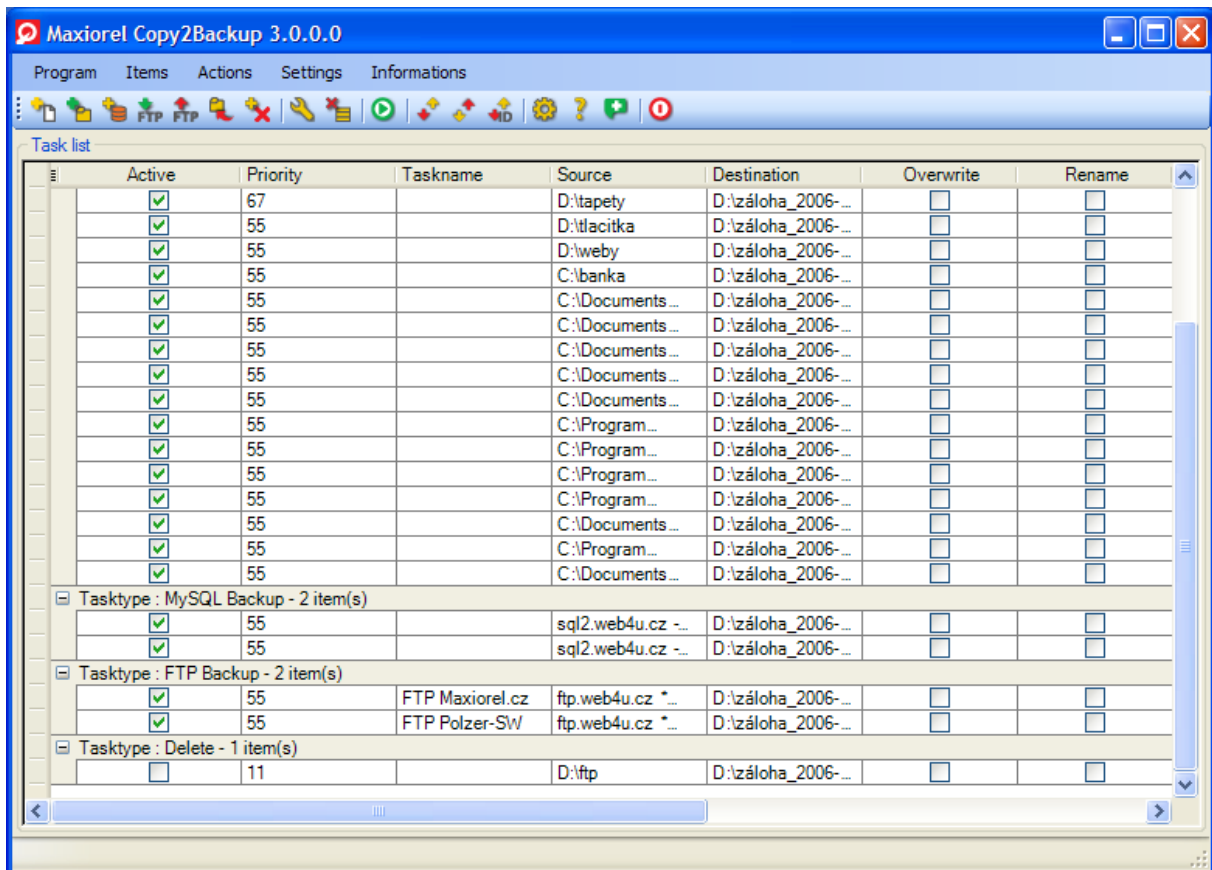 Maxiorel Copy2Backup 3.0.0.0
Program Items Actions Settings Informations
FTP FTP ID
Task list
Active Priority Taskname Source Destination Overwrite Rename
67 D:\tapety D:\záloha_2006-...
55 D:\tlacitka D:\záloha_2006-...
55 D:\weby D:\záloha_2006-...
55 C:\banka D:\záloha_2006-...
55 C:\Documents... D:\záloha_2006-...
55 C:\Documents... D:\záloha_2006-...
55 C:\Documents... D:\záloha_2006-...
55 C:\Documents... D:\záloha_2006-...
55 C:\Documents... D:\záloha_2006-...
55 C:\Program... D:\záloha_2006-...
55 C:\Program... D:\záloha_2006-...
55 C:\Program... D:\záloha_2006-...
55 C:\Program... D:\záloha_2006-...
55 C:\Documents... D:\záloha_2006-...
55 C:\Program... D:\záloha_2006-...
55 C:\Documents... D:\záloha_2006-...
Tasktype : MySQL Backup - 2 item(s)
55 sql2.web4u.cz -... D:\záloha_2006-...
55 sql2.web4u.cz -... D:\záloha_2006-...
Tasktype : FTP Backup - 2 item(s)
55 FTP Maxiorel.cz ftp.web4u.cz *... D:\záloha_2006-...
55 FTP Polzer-SW ftp.web4u.cz *... D:\záloha_2006-...
Tasktype : Delete - 1 item(s)
11 D:\ftp D:\záloha_2006-...